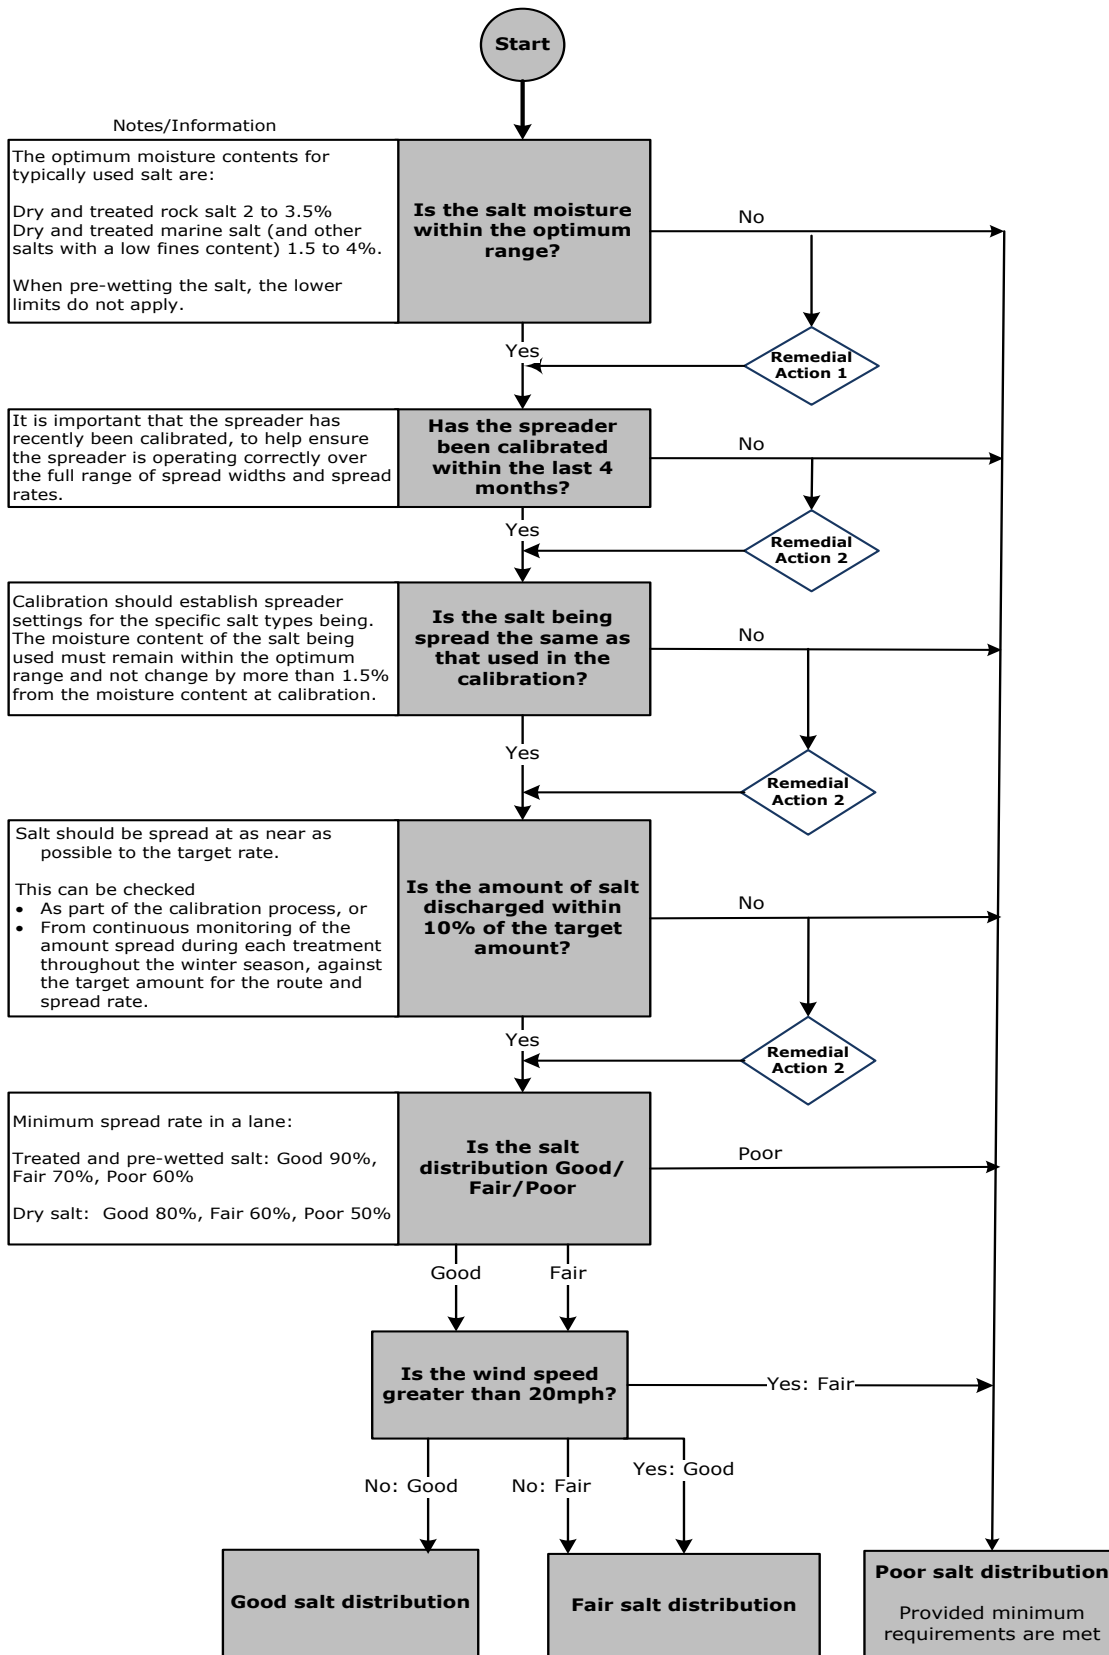 Start
Notes/Information
The optimum moisture contents for
typically used salt are:
Dry and treated rock salt 2 to 3.5%
Dry and treated marine salt (and other
salts with a low fines content) 1.5 to 4%.
When pre-wetting the salt, the lower
limits do not apply.
Is the salt moisture
within the optimum
range?
No
Remedial
Action 1
Yes
It is important that the spreader has
recently been calibrated, to help ensure
the spreader is operating correctly over
the full range of spread widths and spread
rates.
Has the spreader
been calibrated
within the last 4
months?
No
Remedial
Action 2
Yes
Calibration should establish spreader
settings for the specific salt types being.
The moisture content of the salt being
used must remain within the optimum
range and not change by more than 1.5%
from the moisture content at calibration.
Is the salt being
spread the same as
that used in the
calibration?
No
Remedial
Action 2
Yes
Salt should be spread at as near as
possible to the target rate.
This can be checked
• As part of the calibration process, or
• From continuous monitoring of the
amount spread during each treatment
throughout the winter season, against
the target amount for the route and
spread rate.
Is the amount of salt
discharged within
10% of the target
amount?
No
Remedial
Action 2
Yes
Minimum spread rate in a lane:
Treated and pre-wetted salt: Good 90%,
Fair 70%, Poor 60%
Dry salt: Good 80%, Fair 60%, Poor 50%
Is the salt
distribution Good/
Fair/Poor
Poor
Good
Fair
Is the wind speed
greater than 20mph?
Yes: Fair
No: Good
No: Fair
Yes: Good
Good salt distribution
Fair salt distribution
Poor salt distribution
Provided minimum
requirements are met